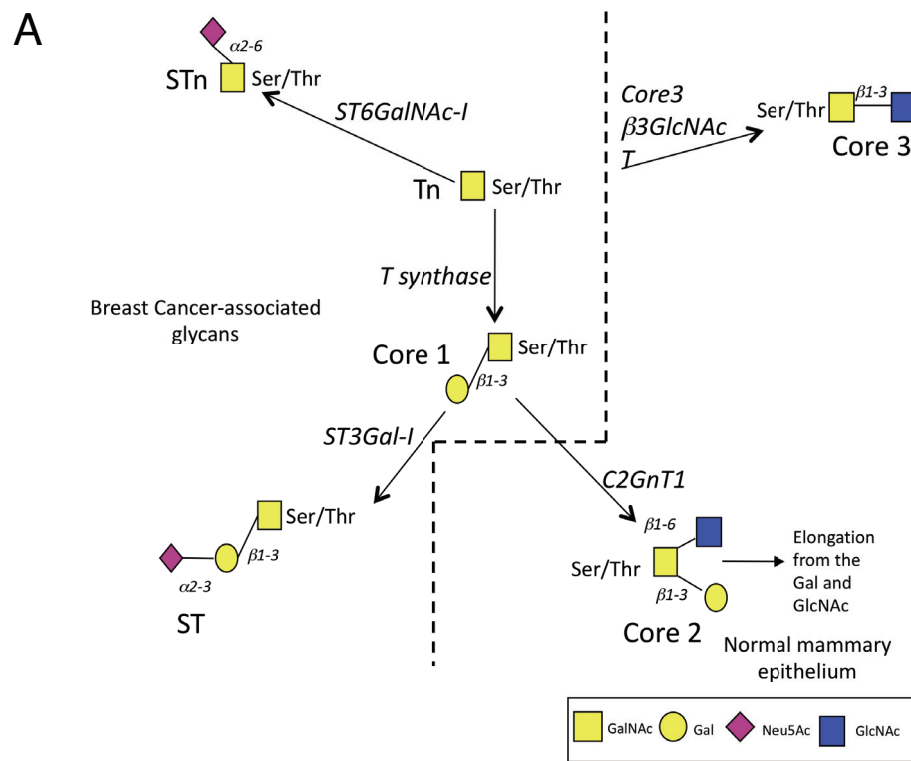 A
α2-6
STn
Ser/Thr
ST6GalNAc-I
Tn
Ser/Thr
Core3
β3GlcNAc
T
Ser/Thr
β1-3
Core 3
T synthase
Breast Cancer-associated
glycans
Core 1
Ser/Thr
β1-3
ST3Gal-I
C2GnT1
Ser/Thr
β1-3
α2-3
ST
β1-6
Ser/Thr
β1-3
Core 2
Elongation
from the
Gal and
GlcNAc
Normal mammary
epithelium
GalNAc Gal Neu5Ac GlcNAc